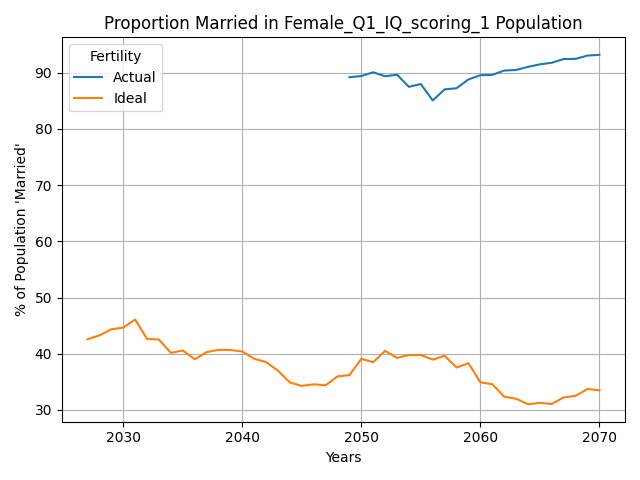 Proportion Married in Female_Q1_IQ_scoring_1 Population
Fertility
Actual
Ideal
% of Population 'Married'
90
80
70
60
50
40
30
2030
2040
2050
2060
2070
Years